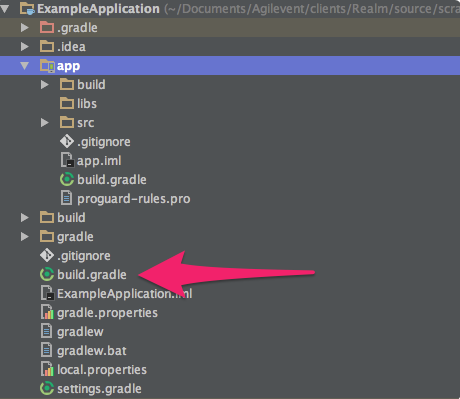 ExampleApplication (~/Documents/Agilevent/clients/Realm/source/scra
.gradle
.idea
app
build
libs
src
.gitignore
app.iml
build.gradle
proguard-rules.pro
build
gradle
.gitignore
build.gradle
ExampleApplication.iml
gradle.properties
gradlew
gradlew.bat
local.properties
settings.gradle